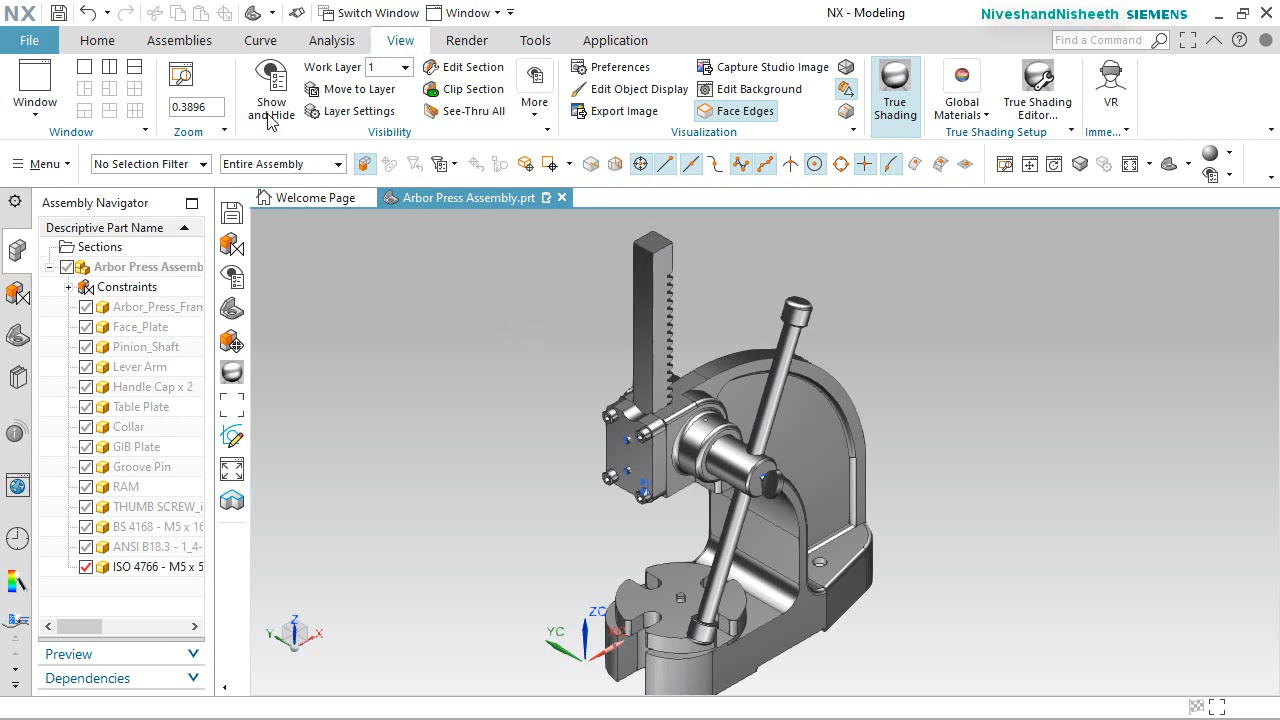 NX
Switch Window
Window
NX - Modeling
NiveshandNisheeth SIEMENS
File
Home
Assemblies
Curve
Analysis
View
Render
Tools
Application
Find a Command
Window
Window
0.3896
Zoom
Show and Hide
Work Layer 1
Move to Layer
Layer Settings
Edit Section
Clip Section
See-Thru All
More
Visibility
Preferences
Edit Object Display
Export Image
Capture Studio Image
Edit Background
Face Edges
Visualization
True Shading
Global Materials
True Shading Editor...
True Shading Setup
VR
Imme...
Menu
No Selection Filter
Entire Assembly
Assembly Navigator
Welcome Page
Arbor Press Assembly.prt
Descriptive Part Name
Sections
Arbor Press Assemb
Constraints
Arbor_Press_Fram
Face_Plate
Pinion_Shaft
Lever Arm
Handle Cap x 2
Table Plate
Collar
GIB Plate
Groove Pin
RAM
THUMB SCREW_i
BS 4168 - M5 x 16
ANSI B18.3 - 1_4-
ISO 4766 - M5 x 5
Preview
Dependencies
Z
Y
X
ZC
YC
XC